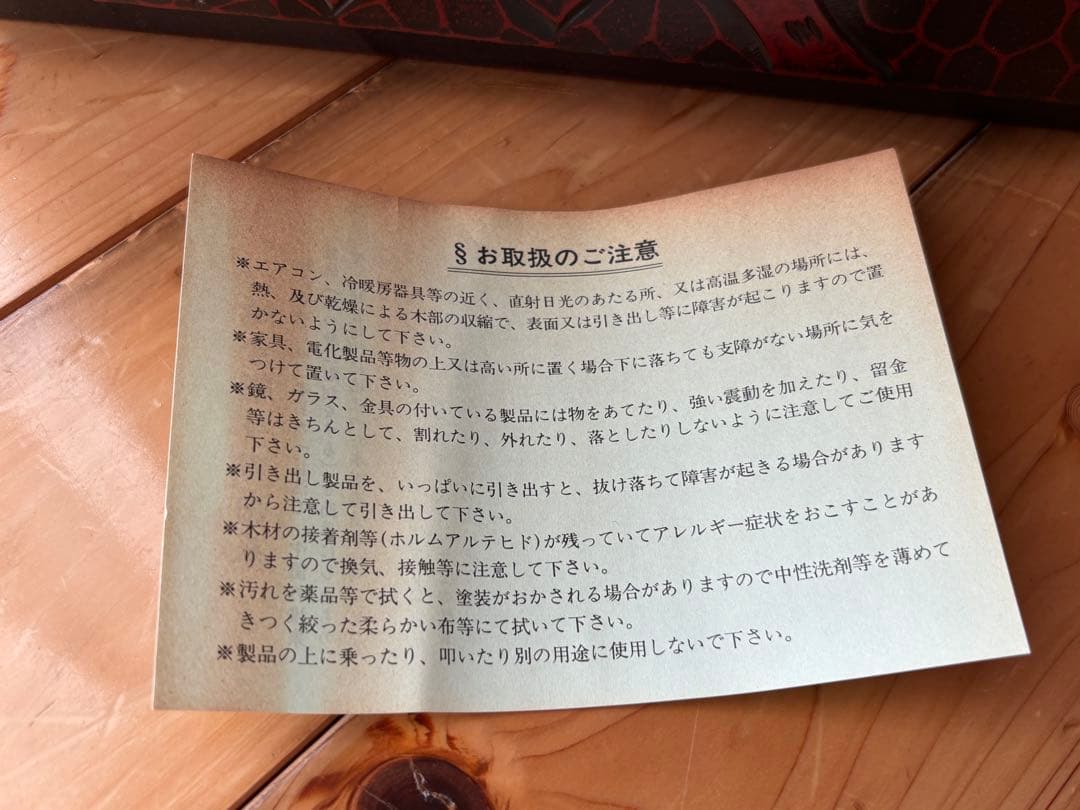 §お取扱のご注意
※エアコン、冷暖房器具等の近く、直射日光のあたる所、又は高温多湿の場所には、
熱、及び乾燥による木部の収縮で、表面又は引き出し等に障害が起こりますので置
かないようにして下さい。
※家具、電化製品等物の上又は高い所に置く場合下に落ちても支障がない場所に気を
つけて置いて下さい。
※鏡、ガラス、金具の付いている製品には物をあてたり、強い震動を加えたり、留金
等はきちんとして、割れたり、外れたり、落としたりしないように注意してご使用
下さい。
※引き出し製品を、いっぱいに引き出すと、抜け落ちて障害が起きる場合があります
から注意して引き出して下さい。
※木材の接着剤等(ホルムアルテヒド)が残っていてアレルギー症状をおこすことがあ
りますので換気、接触等に注意して下さい。
※汚れを薬品等で拭くと、塗装がおかされる場合がありますので中性洗剤等を薄めて
きつく絞った柔らかい布等にて拭いて下さい。
※製品の上に乗ったり、叩いたり別の用途に使用しないで下さい。